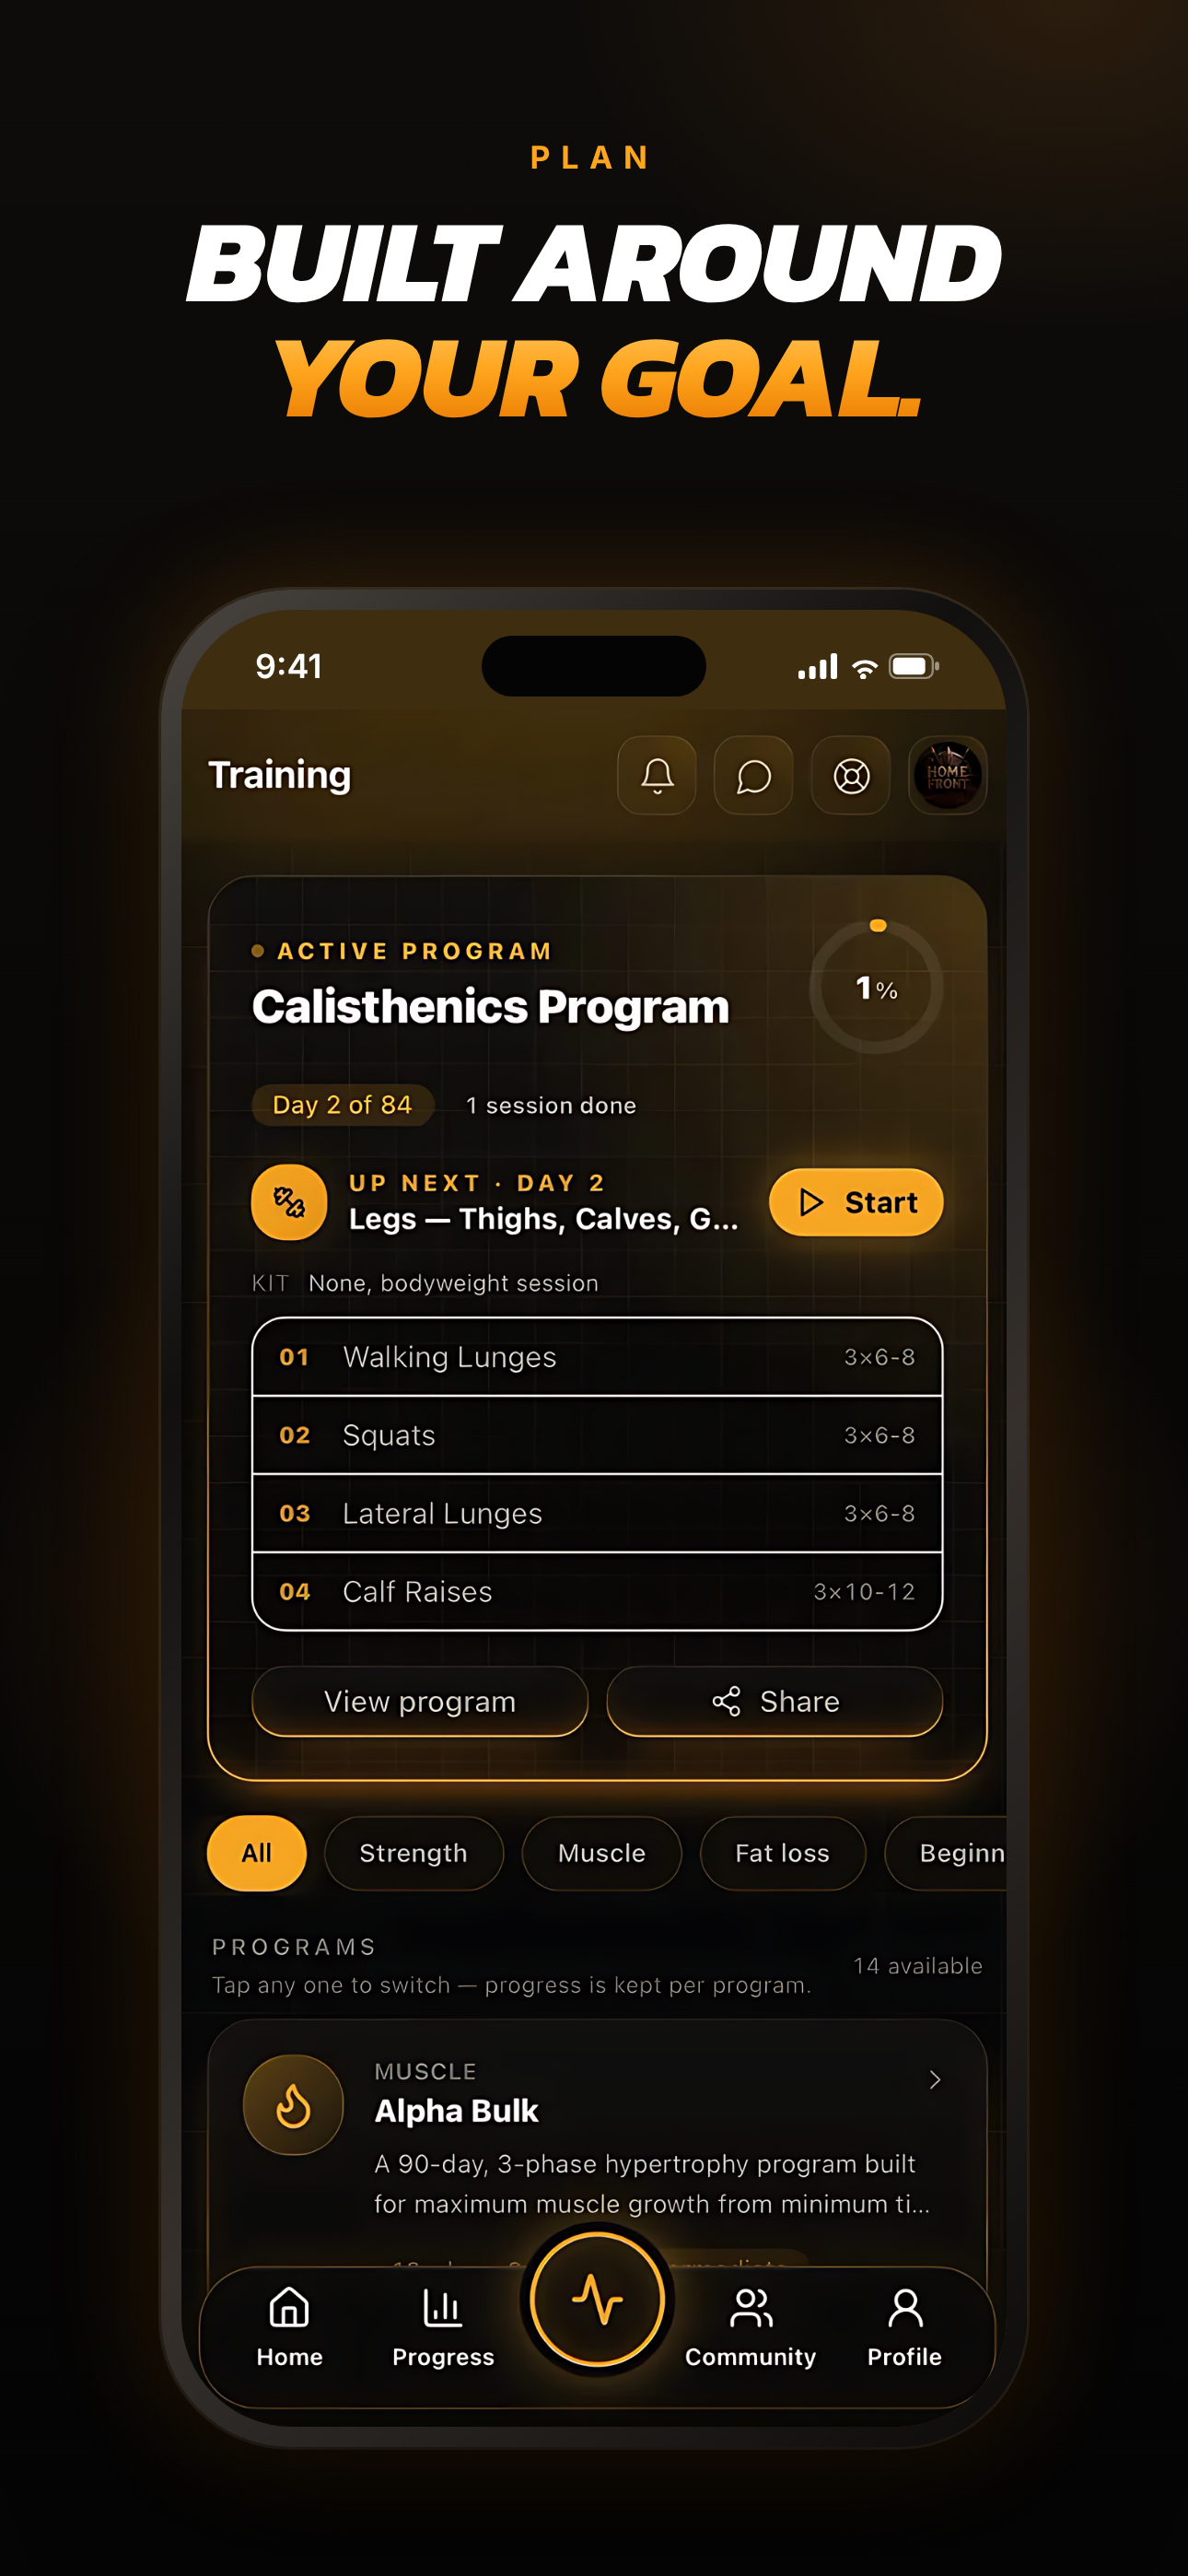 PLAN
BUILT AROUND
YOUR GOAL.
9:41
Training
HOME
FRONT
ACTIVE PROGRAM
Calisthenics Program
1%
Day 2 of 84
1 session done
UP NEXT · DAY 2
Legs — Thighs, Calves, G...
Start
KIT None, bodyweight session
01 Walking Lunges 3×6-8
02 Squats 3×6-8
03 Lateral Lunges 3×6-8
04 Calf Raises 3×10-12
View program
Share
All
Strength
Muscle
Fat loss
Beginn
PROGRAMS
Tap any one to switch — progress is kept per program.
14 available
MUSCLE
Alpha Bulk
A 90-day, 3-phase hypertrophy program built
for maximum muscle growth from minimum ti...
Home
Progress
Community
Profile